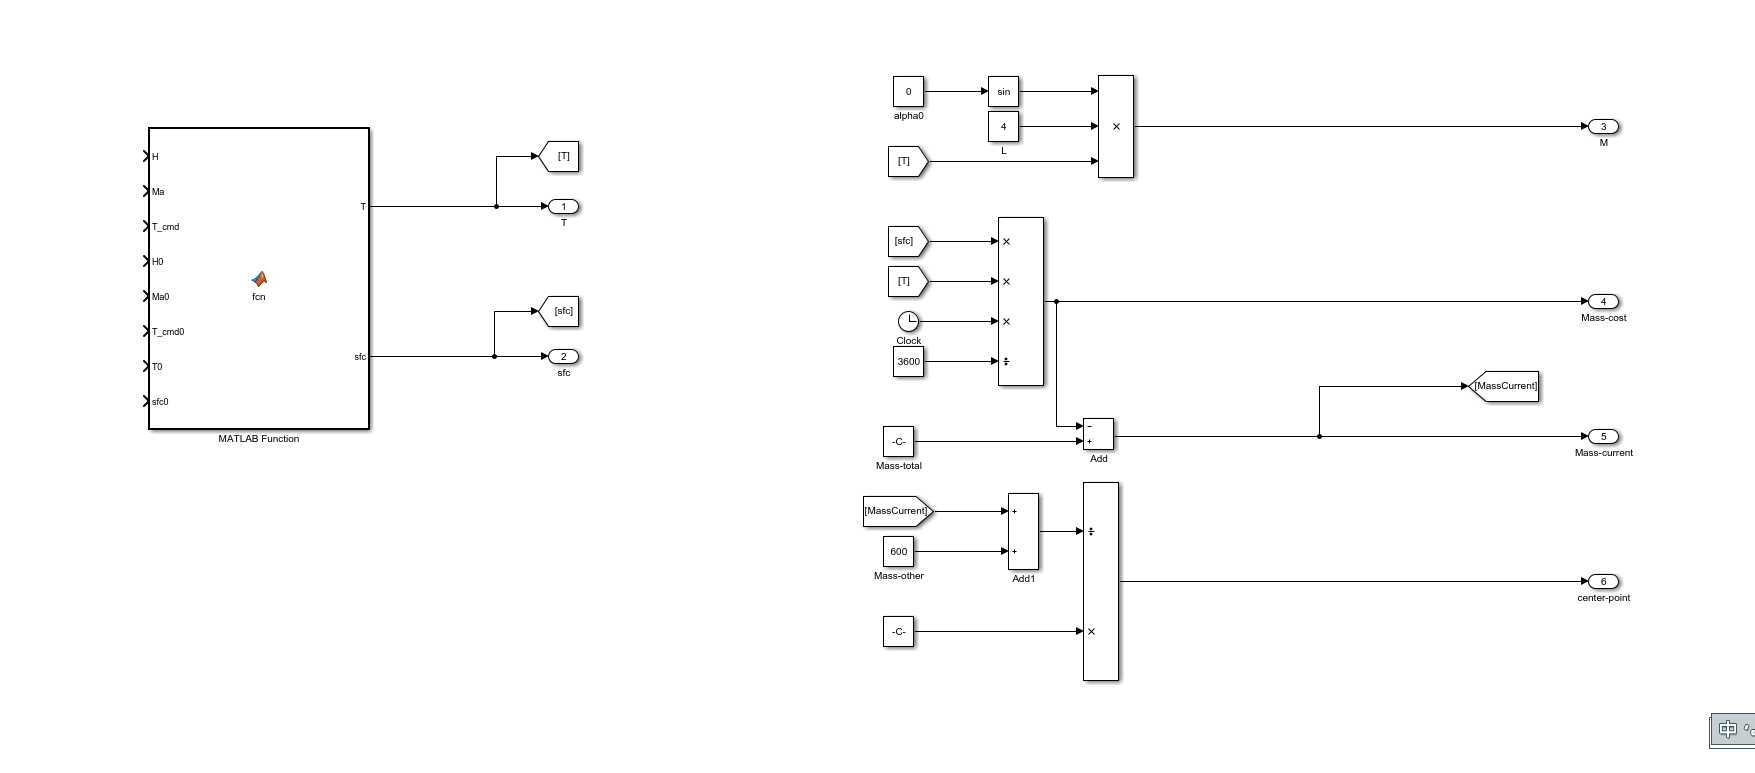 H
Ma
T_cmd
H0
Ma0
T_cmd0
T0
sfc0
fcn
T
sfc
MATLAB Function
[T]
1
T
[sfc]
2
sfc
0
alpha0
sin
4
L
[T]
×
3
M
[sfc]
[T]
Clock
3600
×
×
×
÷
4
Mass-cost
-C-
Mass-total
−
+
Add
[MassCurrent]
5
Mass-current
[MassCurrent]
600
Mass-other
+
+
Add1
-C-
÷
×
6
center-point
中